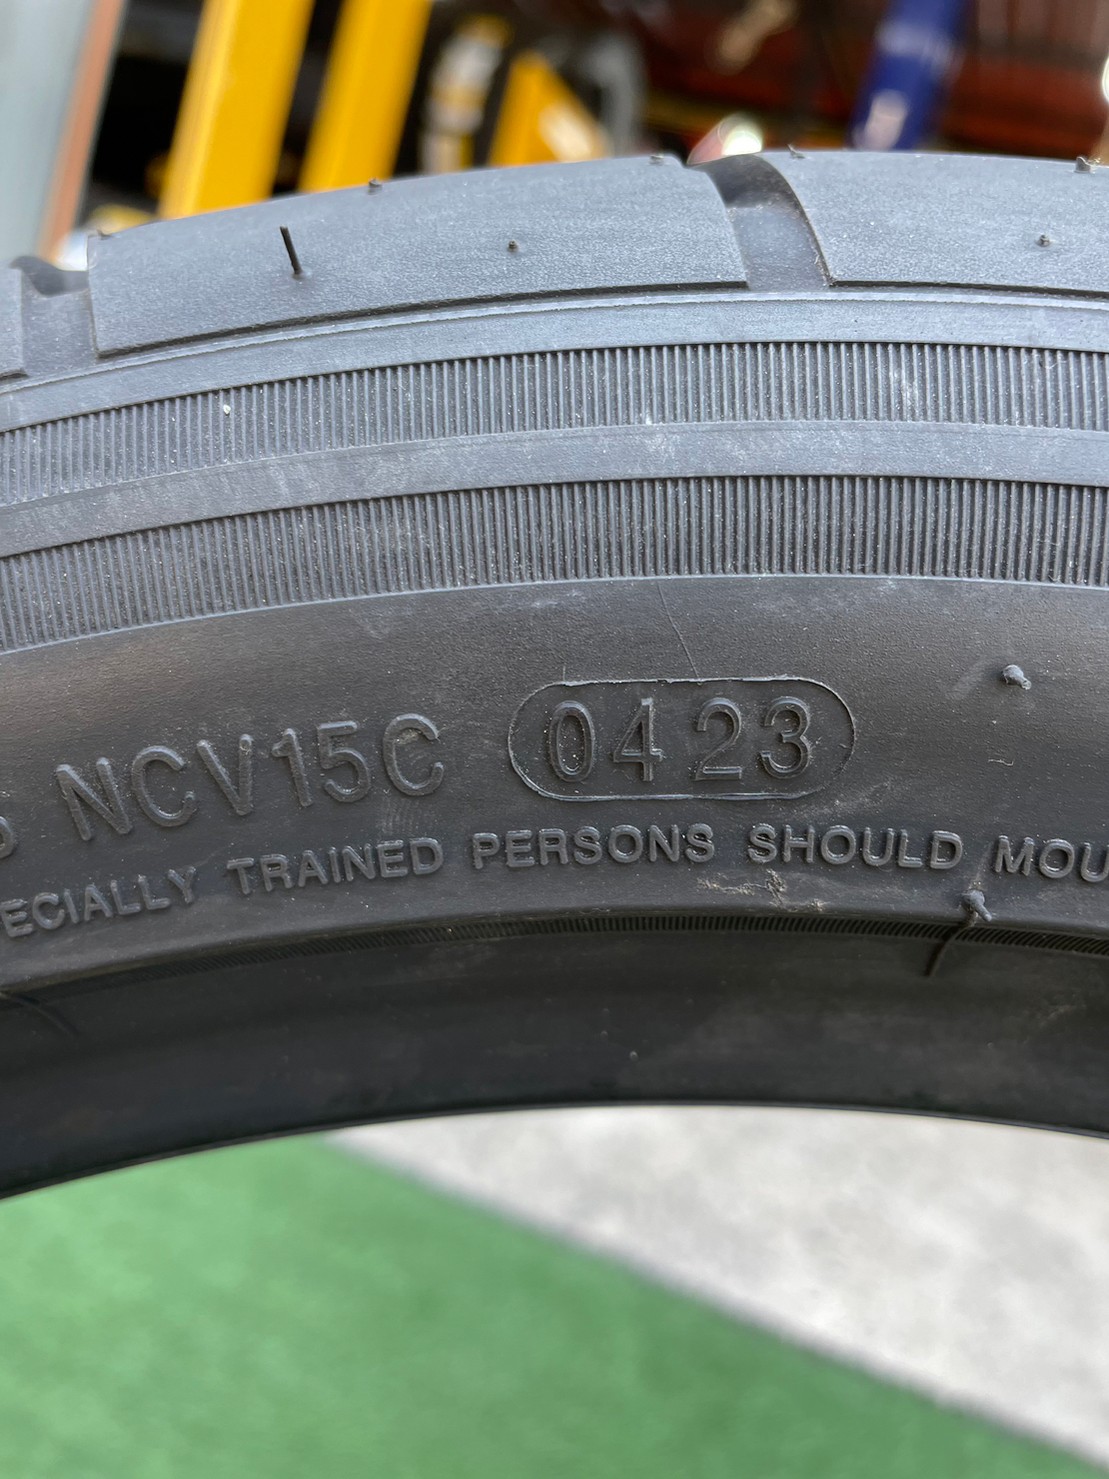 NCV15C 0423
ECIALLY TRAINED PERSONS SHOULD MOU